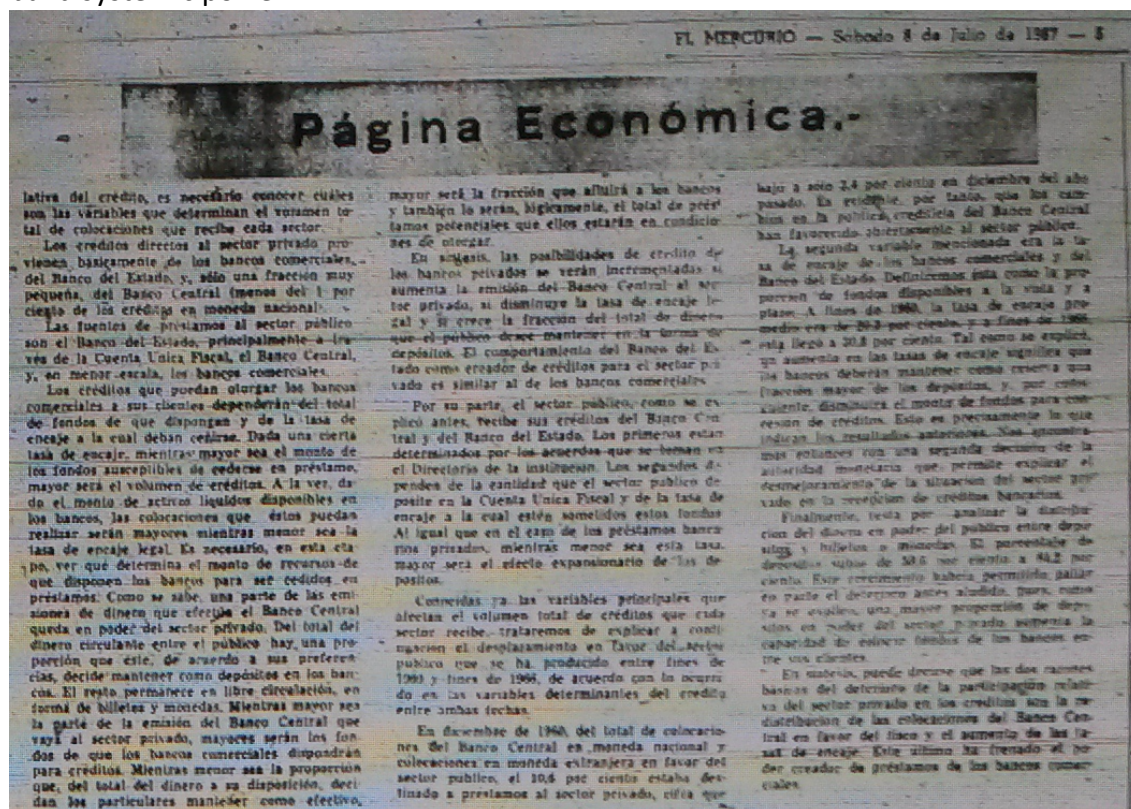 EL MERCURIO — Sábado 8 de Julio de 1967 — 5
Página Económica.-
lativa del crédito, es necesario conocer cuáles
son las variables que determinan el volumen to-
tal de colocaciones que recibe cada sector.
Los créditos directos al sector privado pro-
vienen básicamente de los bancos comerciales,
del Banco del Estado, y, sólo una fracción muy
pequeña, del Banco Central (menos del 1 por
ciento de los créditos en moneda nacional).
Las fuentes de préstamos al sector público
son el Banco del Estado, principalmente a tra-
vés de la Cuenta Unica Fiscal, el Banco Central,
y, en menor escala, los bancos comerciales.
Los créditos que puedan otorgar los bancos
comerciales a sus clientes dependerán del total
de fondos de que dispongan y de la tasa de
encaje a la cual deban ceñirse. Dada una cierta
tasa de encaje, mientras mayor sea el monto de
los fondos susceptibles de cederse en préstamo,
mayor será el volumen de créditos. A la vez, da-
do el monto de activos líquidos disponibles en
los bancos, las colocaciones que éstos puedan
realizar serán mayores mientras menor sea la
tasa de encaje legal. Es necesario, en esta eta-
pa, ver qué determina el monto de recursos de
que disponen los bancos para ser cedidos en
préstamos. Como se sabe, una parte de las emi-
siones de dinero que efectúa el Banco Central
queda en poder del sector privado. Del total del
dinero circulante entre el público hay una pro-
porción que éste, de acuerdo a sus preferen-
cias, decide mantener como depósitos en los ban-
cos. El resto permanece en libre circulación, en
forma de billetes y monedas. Mientras mayor sea
la parte de la emisión del Banco Central que
vaya al sector privado, mayores serán los fon-
dos de que los bancos comerciales dispondrán
para créditos. Mientras menor sea la proporción
que, del total del dinero a su disposición, deci-
dan los particulares mantener como efectivo,
mayor será la fracción que afluirá a los bancos
y también lo serán, lógicamente, el total de prés-
tamos potenciales que ellos estarán en condicio-
nes de otorgar.
En síntesis, las posibilidades de crédito de
los bancos privados se verán incrementadas si
aumenta la emisión del Banco Central al sec-
tor privado, si disminuye la tasa de encaje le-
gal y si crece la fracción del total de dinero
que el público desee mantener en la forma de
depósitos. El comportamiento del Banco del Es-
tado como creador de créditos para el sector pri-
vado es similar al de los bancos comerciales.
Por su parte, el sector público, como se ex-
plicó antes, recibe sus créditos del Banco Cen-
tral y del Banco del Estado. Los primeros están
determinados por los acuerdos que se toman en
el Directorio de la institución. Los segundos de-
penden de la cantidad que el sector público de-
posite en la Cuenta Unica Fiscal y de la tasa de
encaje a la cual estén sometidos estos fondos.
Al igual que en el caso de los préstamos banca-
rios privados, mientras menor sea esta tasa,
mayor será el efecto expansionario de los de-
pósitos.
Conocidas ya las variables principales que
afectan el volumen total de créditos que cada
sector recibe, trataremos de explicar a conti-
nuación el desplazamiento en favor del sector
público que se ha producido entre fines de
1960 y fines de 1966, de acuerdo con lo ocurri-
do en las variables determinantes del crédito
entre ambas fechas.
En diciembre de 1960, del total de colocacio-
nes del Banco Central en moneda nacional y
colocaciones en moneda extranjera en favor del
sector público, el 10,6 por ciento estaba des-
tinado a préstamos al sector privado, cifra que
bajó a sólo 2,4 por ciento en diciembre del año
pasado. Es evidente, por tanto, que los cam-
bios en la política crediticia del Banco Central
han favorecido abiertamente al sector público.
La segunda variable mencionada era la ta-
sa de encaje de los bancos comerciales y del
Banco del Estado. Definiremos ésta como la pro-
porción de fondos disponibles a la vista y a
plazo. A fines de 1960, la tasa de encaje pro-
medio era de por ciento y a fines de 1966
ésta llegó a 30,8 por ciento. Tal como se explicó,
un aumento en las tasas de encaje significa que
los bancos deberán mantener como reserva una
fracción mayor de los depósitos, y, por consi-
guiente, disminuirá el monto de fondos para con-
cesión de créditos. Esto es precisamente lo que
indican los resultados anteriores. Nos encontra-
mos entonces con una segunda decisión de la
autoridad monetaria que permite explicar el
desmejoramiento de la situación del sector pri-
vado en la recepción de créditos bancarios.
Finalmente, resta por analizar la distribu-
ción del dinero en poder del público entre depó-
sitos y billetes o monedas. El porcentaje de
depósitos subió de por ciento a por
ciento. Este crecimiento habría permitido paliar
en parte el deterioro antes aludido, pues, como
ya se explicó, una mayor proporción de depó-
sitos en poder del sector privado aumenta la
capacidad de colocar fondos de los bancos en-
tre sus clientes.
En síntesis, puede decirse que las dos razones
básicas del deterioro de la participación relati-
va del sector privado en los créditos son la re-
distribución de las colocaciones del Banco Cen-
tral en favor del fisco y el aumento de las ta-
sas de encaje. Este último ha frenado el po-
der creador de préstamos de los bancos comer-
ciales.